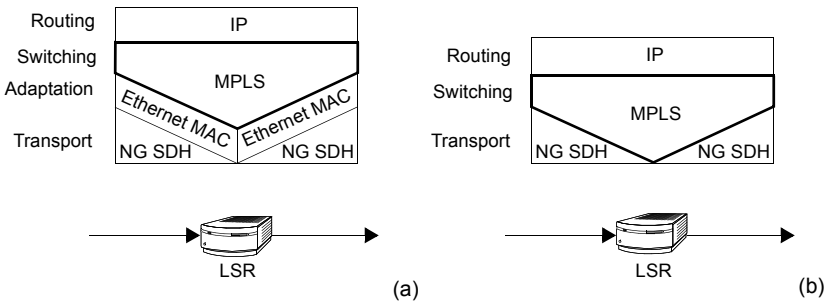 Routing
IP
Switching
MPLS
Adaptation
Ethernet MAC
Ethernet MAC
Transport
NG SDH
NG SDH
LSR
(a)
Routing
IP
Switching
MPLS
Transport
NG SDH
NG SDH
LSR
(b)